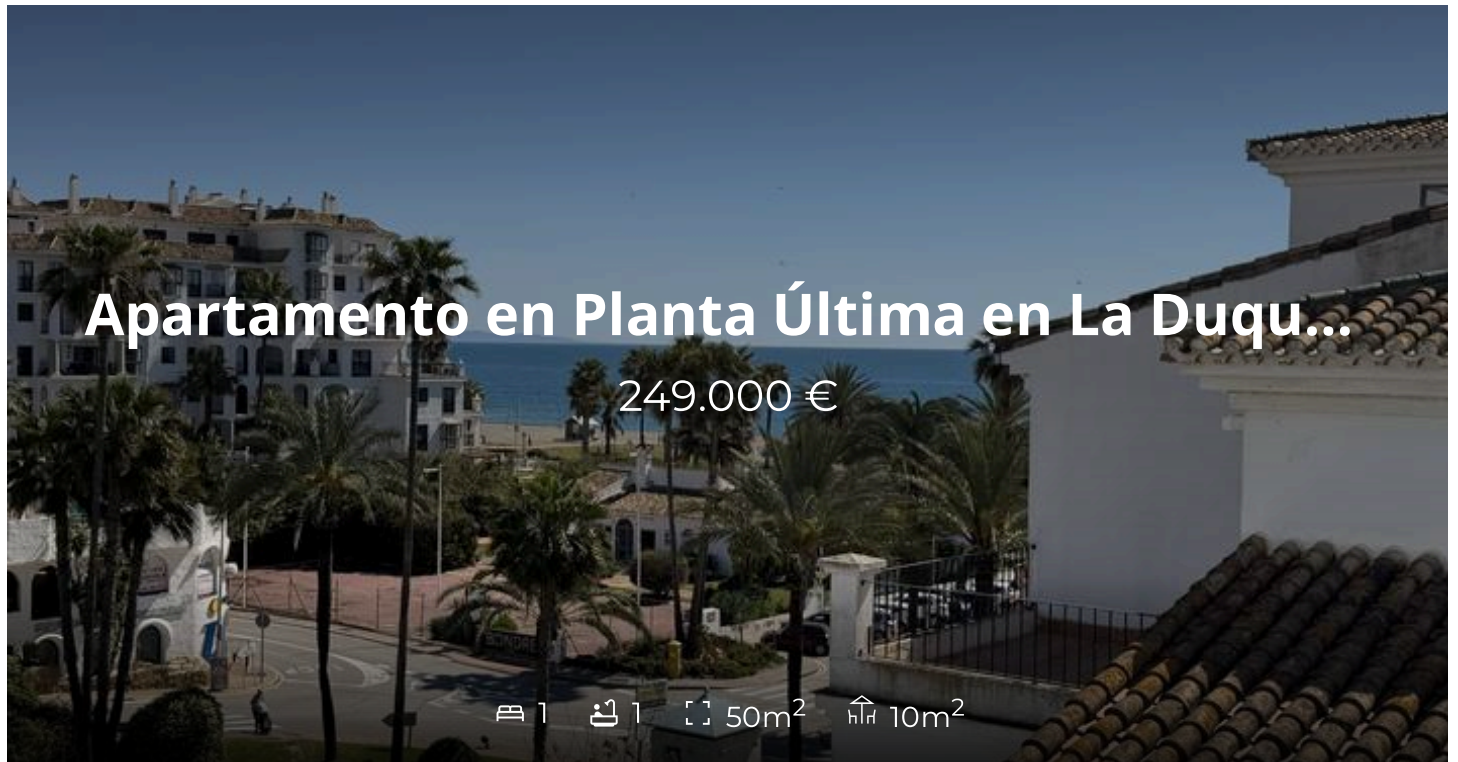 Apartamento en Planta Última en La Duqu...
249.000 €
1 1 50m² 10m²